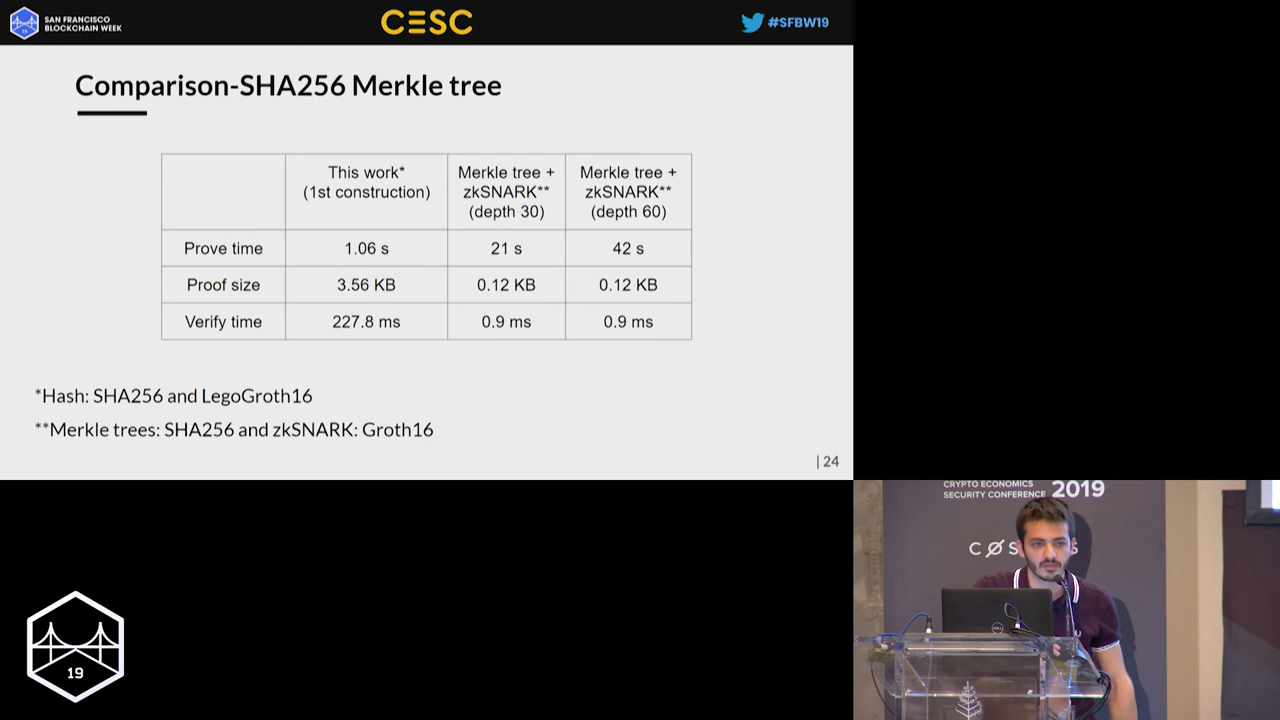 SAN FRANCISCO
BLOCKCHAIN WEEK
19
CESC
#SFBW19
Comparison-SHA256 Merkle tree
This work*
(1st construction)
Merkle tree +
zkSNARK**
(depth 30)
Merkle tree +
zkSNARK**
(depth 60)
Prove time
1.06 s
21 s
42 s
Proof size
3.56 KB
0.12 KB
0.12 KB
Verify time
227.8 ms
0.9 ms
0.9 ms
*Hash: SHA256 and LegoGroth16
**Merkle trees: SHA256 and zkSNARK: Groth16
| 24
CRYPTO ECONOMICS
SECURITY CONFERENCE 2019
19
DELL